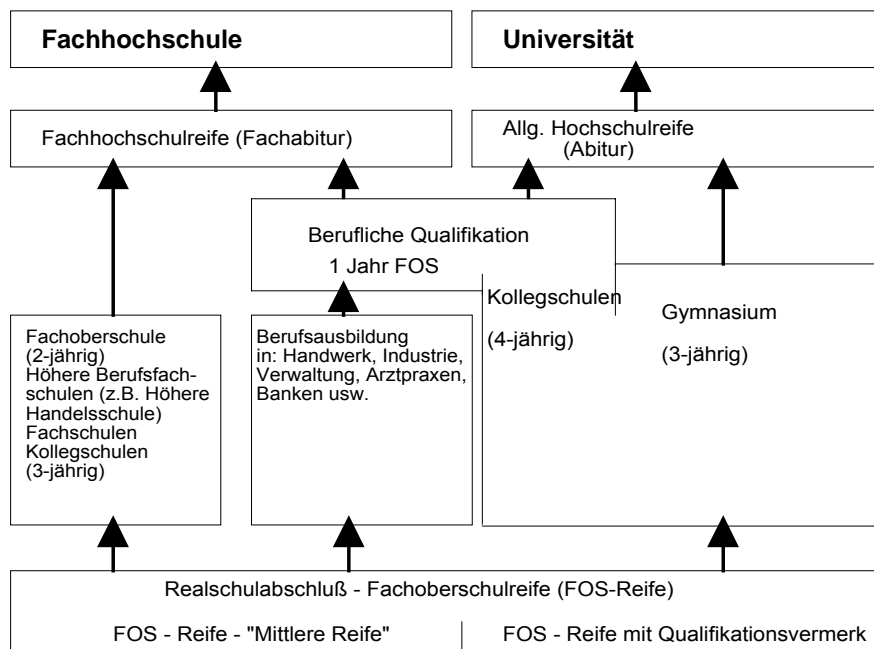 Fachhochschule
Universität
Fachhochschulreife (Fachabitur)
Allg. Hochschulreife
(Abitur)
Berufliche Qualifikation
1 Jahr FOS
Kollegschulen
(4-jährig)
Gymnasium
(3-jährig)
Fachoberschule
(2-jährig)
Höhere Berufsfach-
schulen (z.B. Höhere
Handelsschule)
Fachschulen
Kollegschulen
(3-jährig)
Berufsausbildung
in: Handwerk, Industrie,
Verwaltung, Arztpraxen,
Banken usw.
Realschulabschluß - Fachoberschulreife (FOS-Reife)
FOS - Reife - "Mittlere Reife"
FOS - Reife mit Qualifikationsvermerk